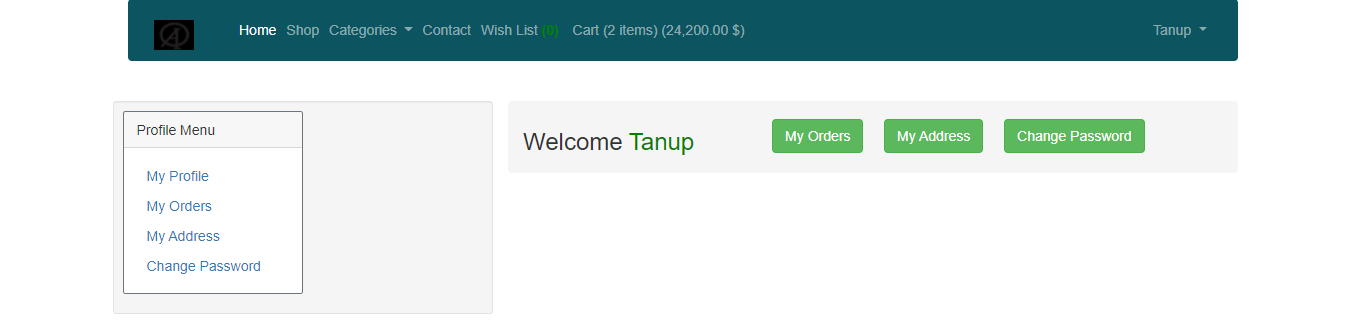 Home Shop Categories Contact Wish List (0) Cart (2 items) (24,200.00 $) Tanup
Profile Menu
My Profile
My Orders
My Address
Change Password
Welcome Tanup
My Orders My Address Change Password